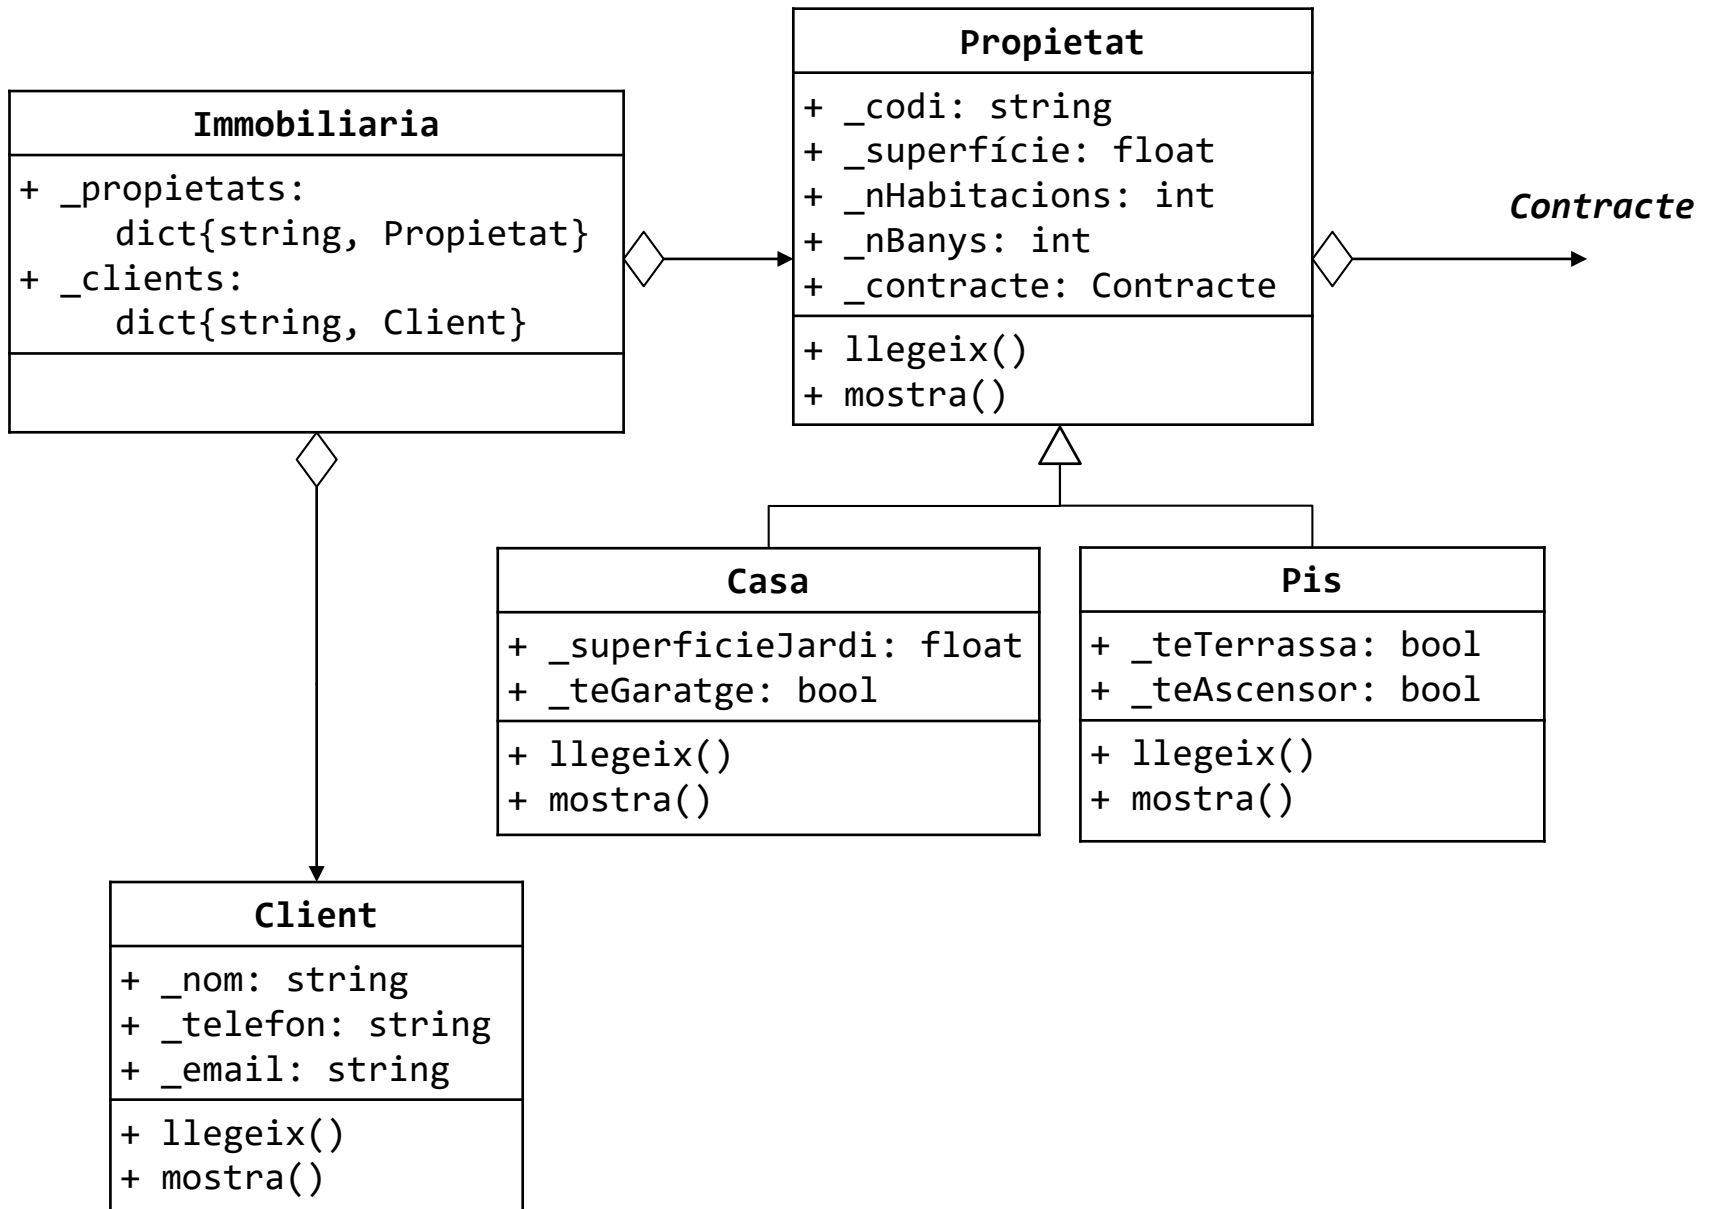 Immobiliaria
+ _propietats:
dict{string, Propietat}
+ _clients:
dict{string, Client}
Propietat
+ _codi: string
+ _superfície: float
+ _nHabitacions: int
+ _nBanys: int
+ _contracte: Contracte
+ llegeix()
+ mostra()
Contracte
Casa
+ _superficieJardi: float
+ _teGaratge: bool
+ llegeix()
+ mostra()
Pis
+ _teTerrassa: bool
+ _teAscensor: bool
+ llegeix()
+ mostra()
Client
+ _nom: string
+ _telefon: string
+ _email: string
+ llegeix()
+ mostra()